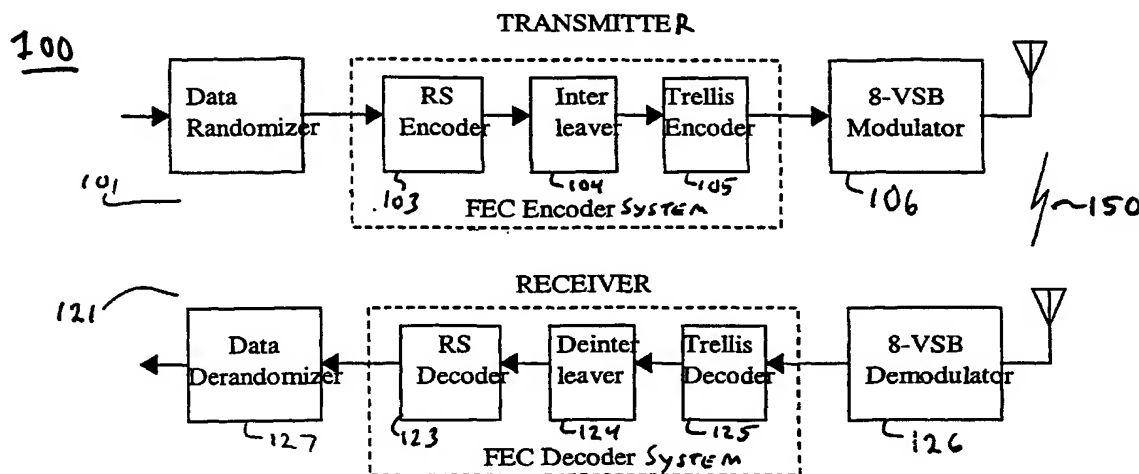 TRANSMITTER
100
Data
Randomizer
RS
Encoder
Inter
leaver
Trellis
Encoder
8-VSB
Modulator
101
103
104
105
106
FEC Encoder SYSTEM
150
RECEIVER
121
Data
Derandomizer
RS
Decoder
Deinter
leaver
Trellis
Decoder
8-VSB
Demodulator
127
123
124
125
126
FEC Decoder SYSTEM